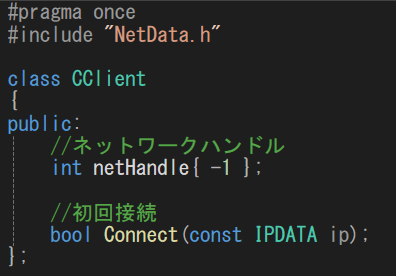 #pragma once
#include "NetData.h"
class CClient
{
public:
//ネットワークハンドル
int netHandle{ -1 };
//初回接続
bool Connect(const IPDATA ip);
};